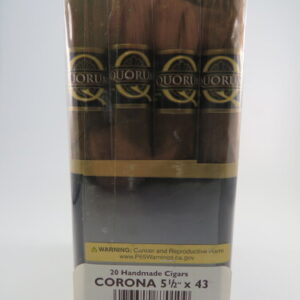 QUORUM QUORUM QUORUM QUORUM
WARNING: Cancer and Reproductive Harm
www.P65Warnings.ca.gov
20 Handmade Cigars
CORONA 5½" x 43